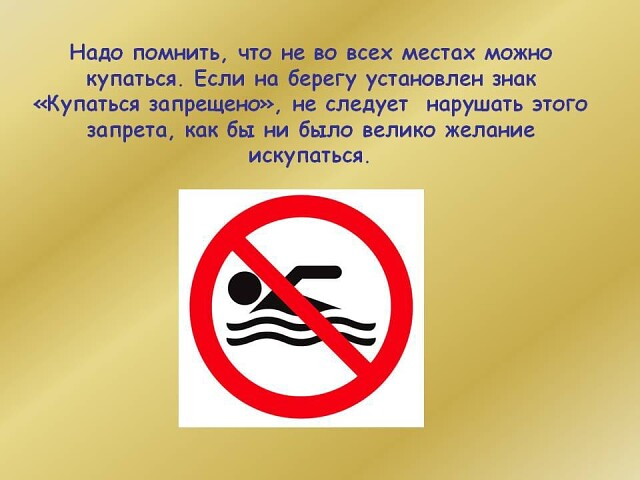 Надо помнить, что не во всех местах можно
купаться. Если на берегу установлен знак
«Купаться запрещено», не следует нарушать этого
запрета, как бы ни было велико желание
искупаться.